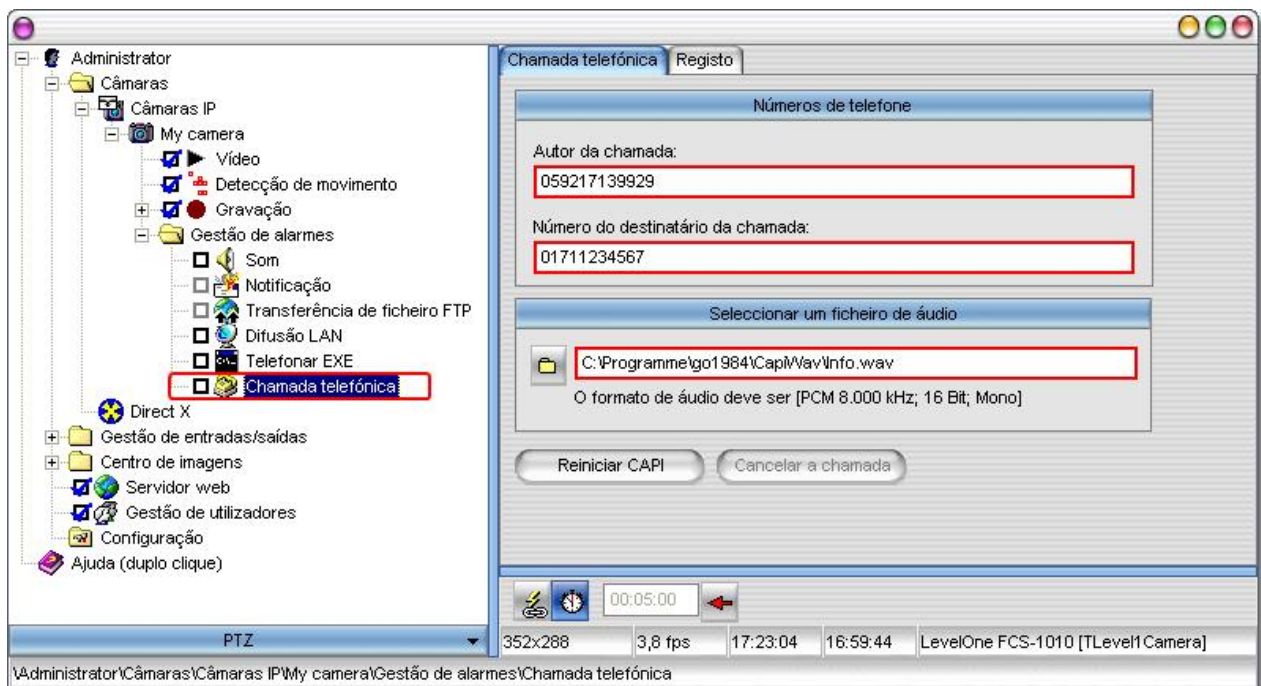 Administrator
Câmaras
Câmaras IP
My camera
Vídeo
Detecção de movimento
Gravação
Gestão de alarmes
Som
Notificação
Transferência de ficheiro FTP
Difusão LAN
Telefonar EXE
Chamada telefónica
Direct X
Gestão de entradas/saídas
Centro de imagens
Servidor web
Gestão de utilizadores
Configuração
Ajuda (duplo clique)
PTZ
Chamada telefónica Registo
Números de telefone
Autor da chamada:
059217139929
Número do destinatário da chamada:
01711234567
Seleccionar um ficheiro de áudio
C:\Programme\go1984\CapiWav\Info.wav
O formato de áudio deve ser [PCM 8.000 kHz; 16 Bit; Mono]
Reiniciar CAPI Cancelar a chamada
00:05:00
352x288 3,8 fps 17:23:04 16:59:44 LevelOne FCS-1010 [TLevel1Camera]
\Administrator\Câmaras\Câmaras IP\My camera\Gestão de alarmes\Chamada telefónica